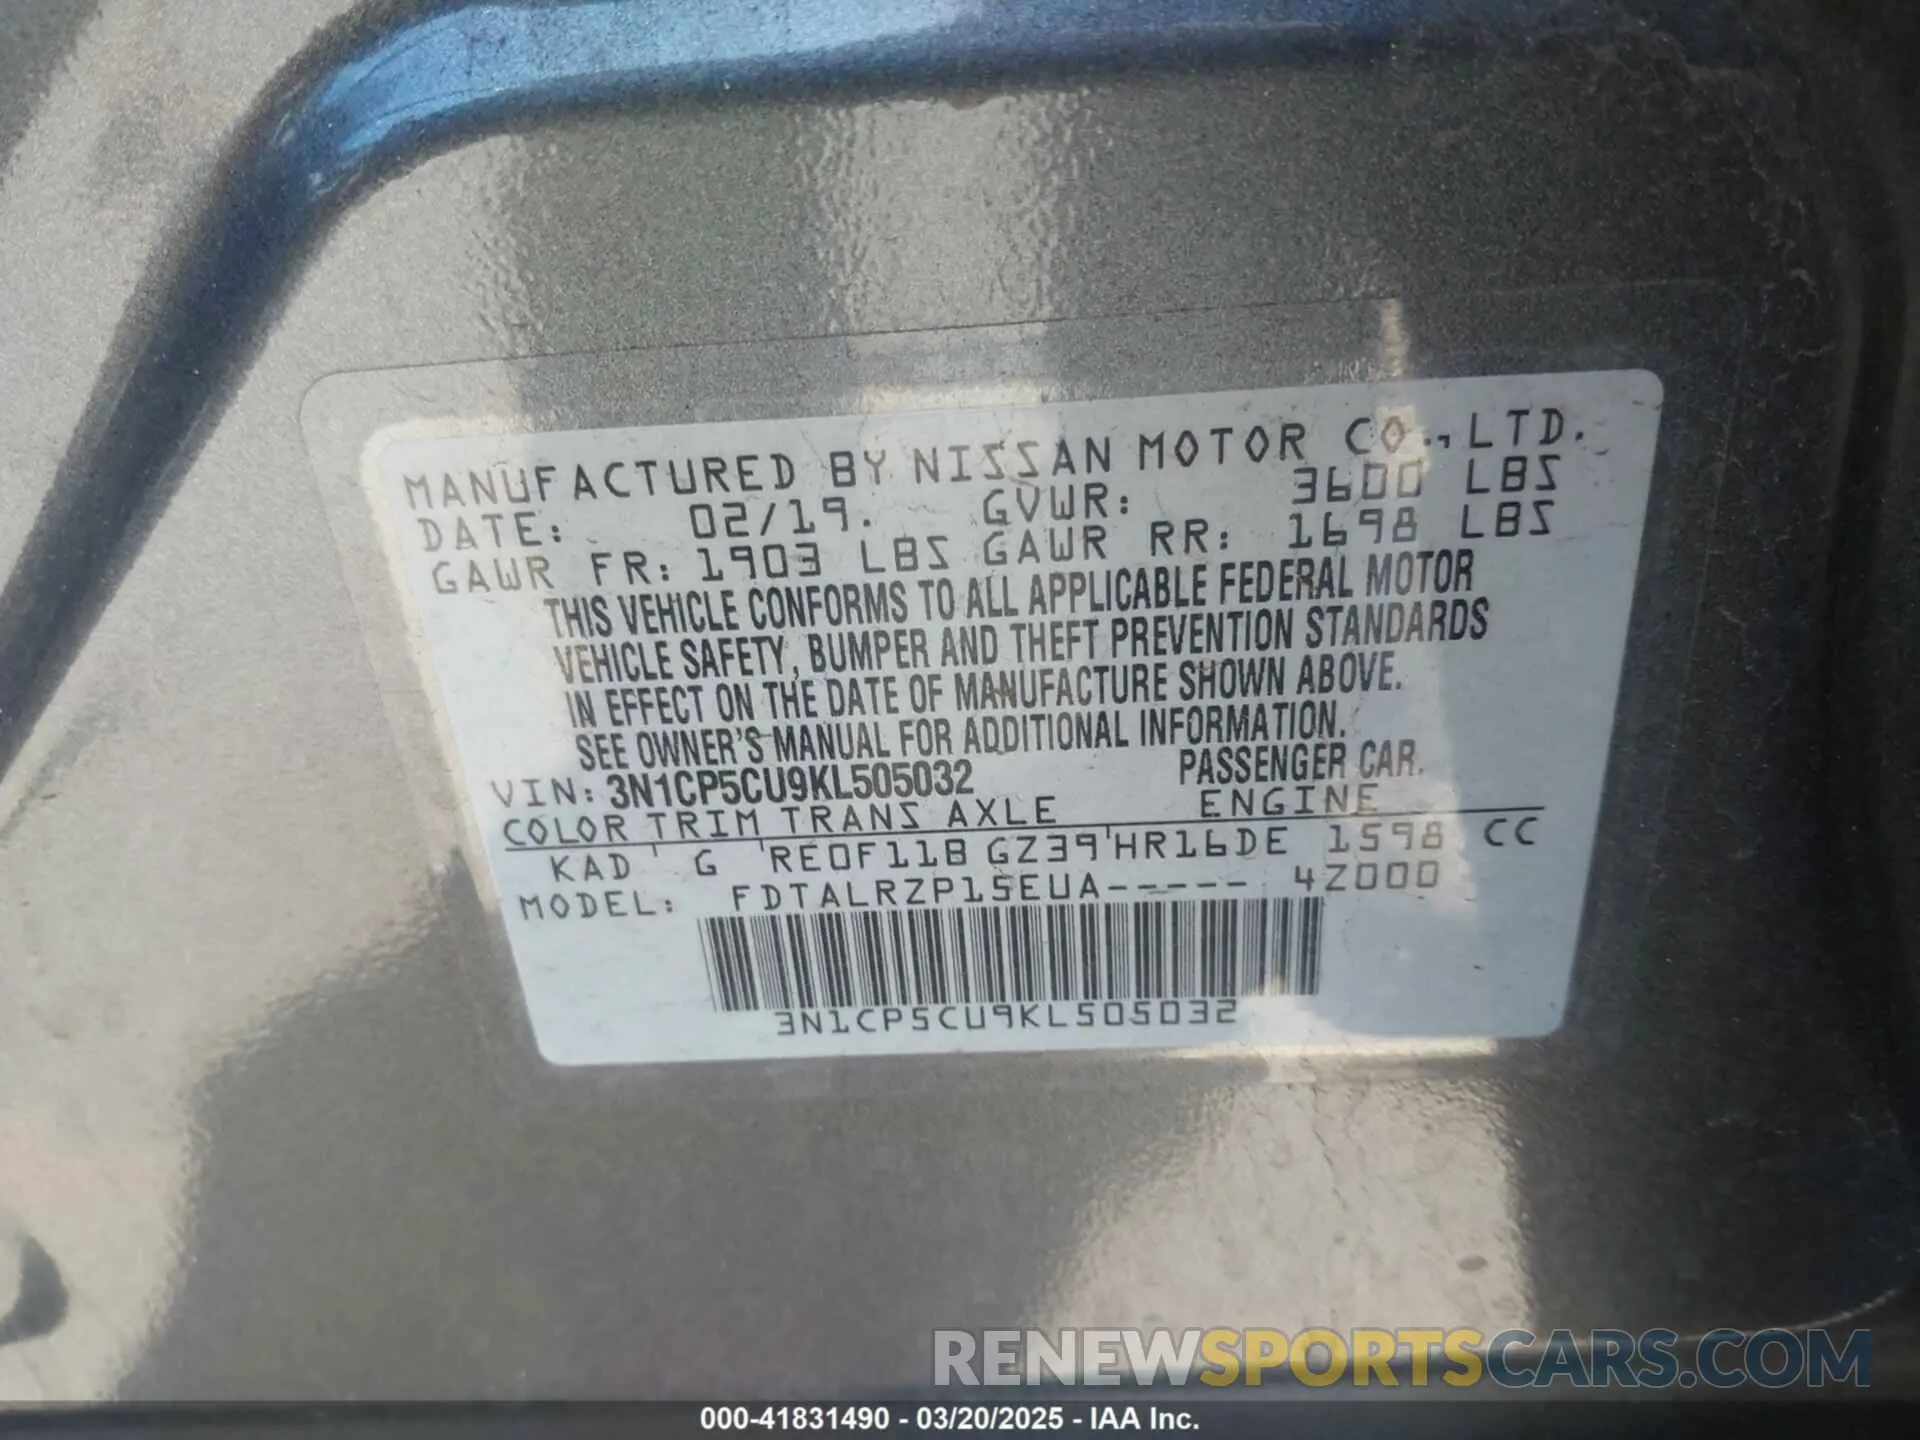 MANUFACTURED BY NISSAN MOTOR CO., LTD.
DATE: 02/19. GVWR: 3600 LBS
GAWR FR: 1903 LBS GAWR RR: 1698 LBS
THIS VEHICLE CONFORMS TO ALL APPLICABLE FEDERAL MOTOR
VEHICLE SAFETY, BUMPER AND THEFT PREVENTION STANDARDS
IN EFFECT ON THE DATE OF MANUFACTURE SHOWN ABOVE.
SEE OWNER'S MANUAL FOR ADDITIONAL INFORMATION.
VIN: 3N1CP5CU9KL505032 PASSENGER CAR.
COLOR TRIM TRANS AXLE ENGINE
KAD G RE0F11B GZ39 HR16DE 1598 CC
MODEL: FDTALRZP15EUA----- 4Z000
3N1CP5CU9KL505032
RENEWSPORTSCARS.COM
000-41831490 - 03/20/2025 - IAA Inc.